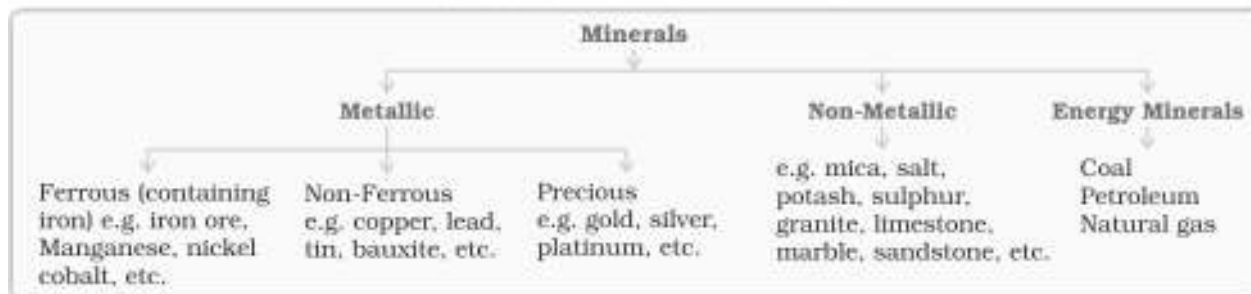 Minerals
Metallic
Non-Metallic
Energy Minerals
Ferrous (containing
iron) e.g. iron ore,
Manganese, nickel
cobalt, etc.
Non-Ferrous
e.g. copper, lead,
tin, bauxite, etc.
Precious
e.g. gold, silver,
platinum, etc.
e.g. mica, salt,
potash, sulphur,
granite, limestone,
marble, sandstone, etc.
Coal
Petroleum
Natural gas